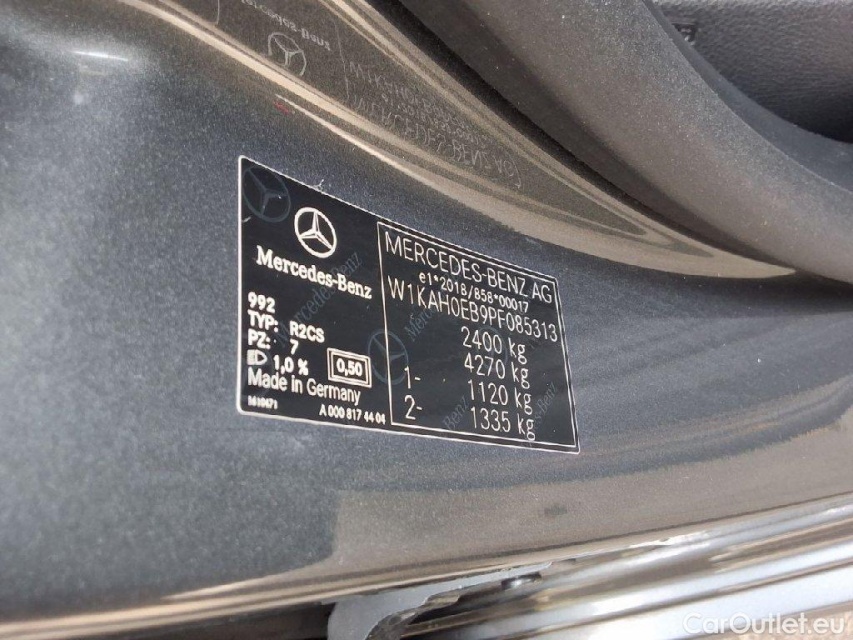 Mercedes-Benz
992
TYP: R2CS
PZ: 7
1,0 % 0,50
Made in Germany
1610471
A 000 817 44 04
MERCEDES-BENZ AG
e1*2018/858*00017
W1KAH0EB9PF085313
2400 kg
4270 kg
1- 1120 kg
2- 1335 kg
CarOutlet.eu